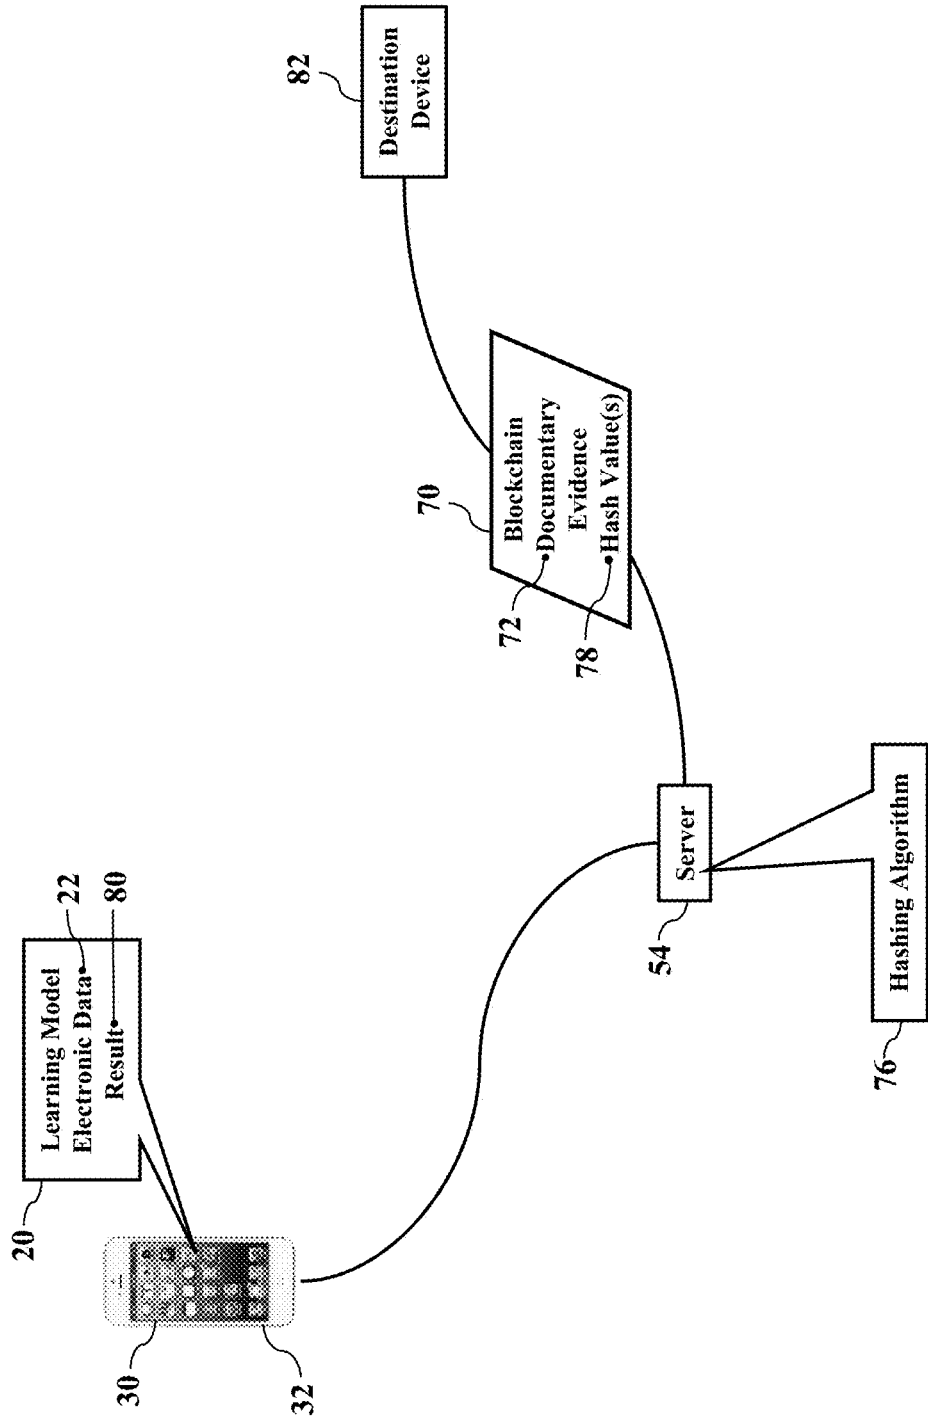 20
Learning Model
Electronic Data
22
Result
80
30
32
82
Destination
Device
70
Blockchain
72
•Documentary
Evidence
78
•Hash Value(s)
Server
54
Hashing Algorithm
76